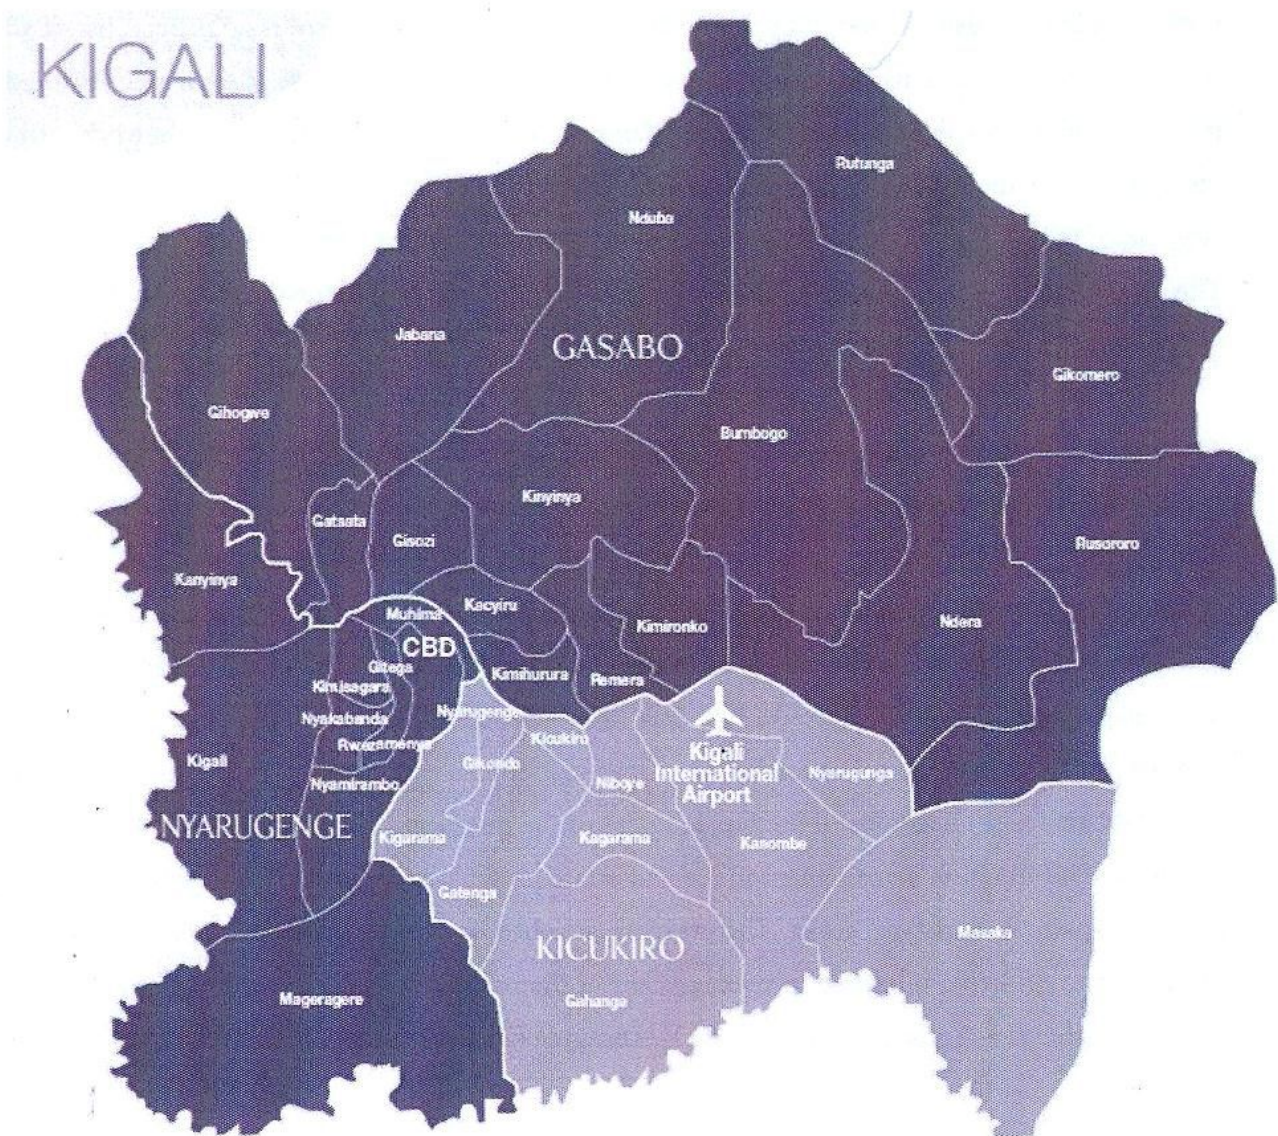 KIGALI
Rutunga
Nduba
Jabana
GASABO
Gikomero
Gihogwe
Bumbogo
Kinyinya
Gatsata
Gisozi
Rusororo
Kanyinya
Kacyiru
Muhima
Ndera
Kimironko
CBD
Gitega
Kimihurura
Remera
Kimisagara
Nyarugenge
Nyakabanda
Kicukiro
Rwezamenya
Kigali
Gikondo
Kigali
International
Airport
Nyarugunga
Niboye
Nyamirambo
NYARUGENGE
Kigarama
Kagarama
Kanombe
Gatenga
Masaka
KICUKIRO
Mageragere
Gahanga